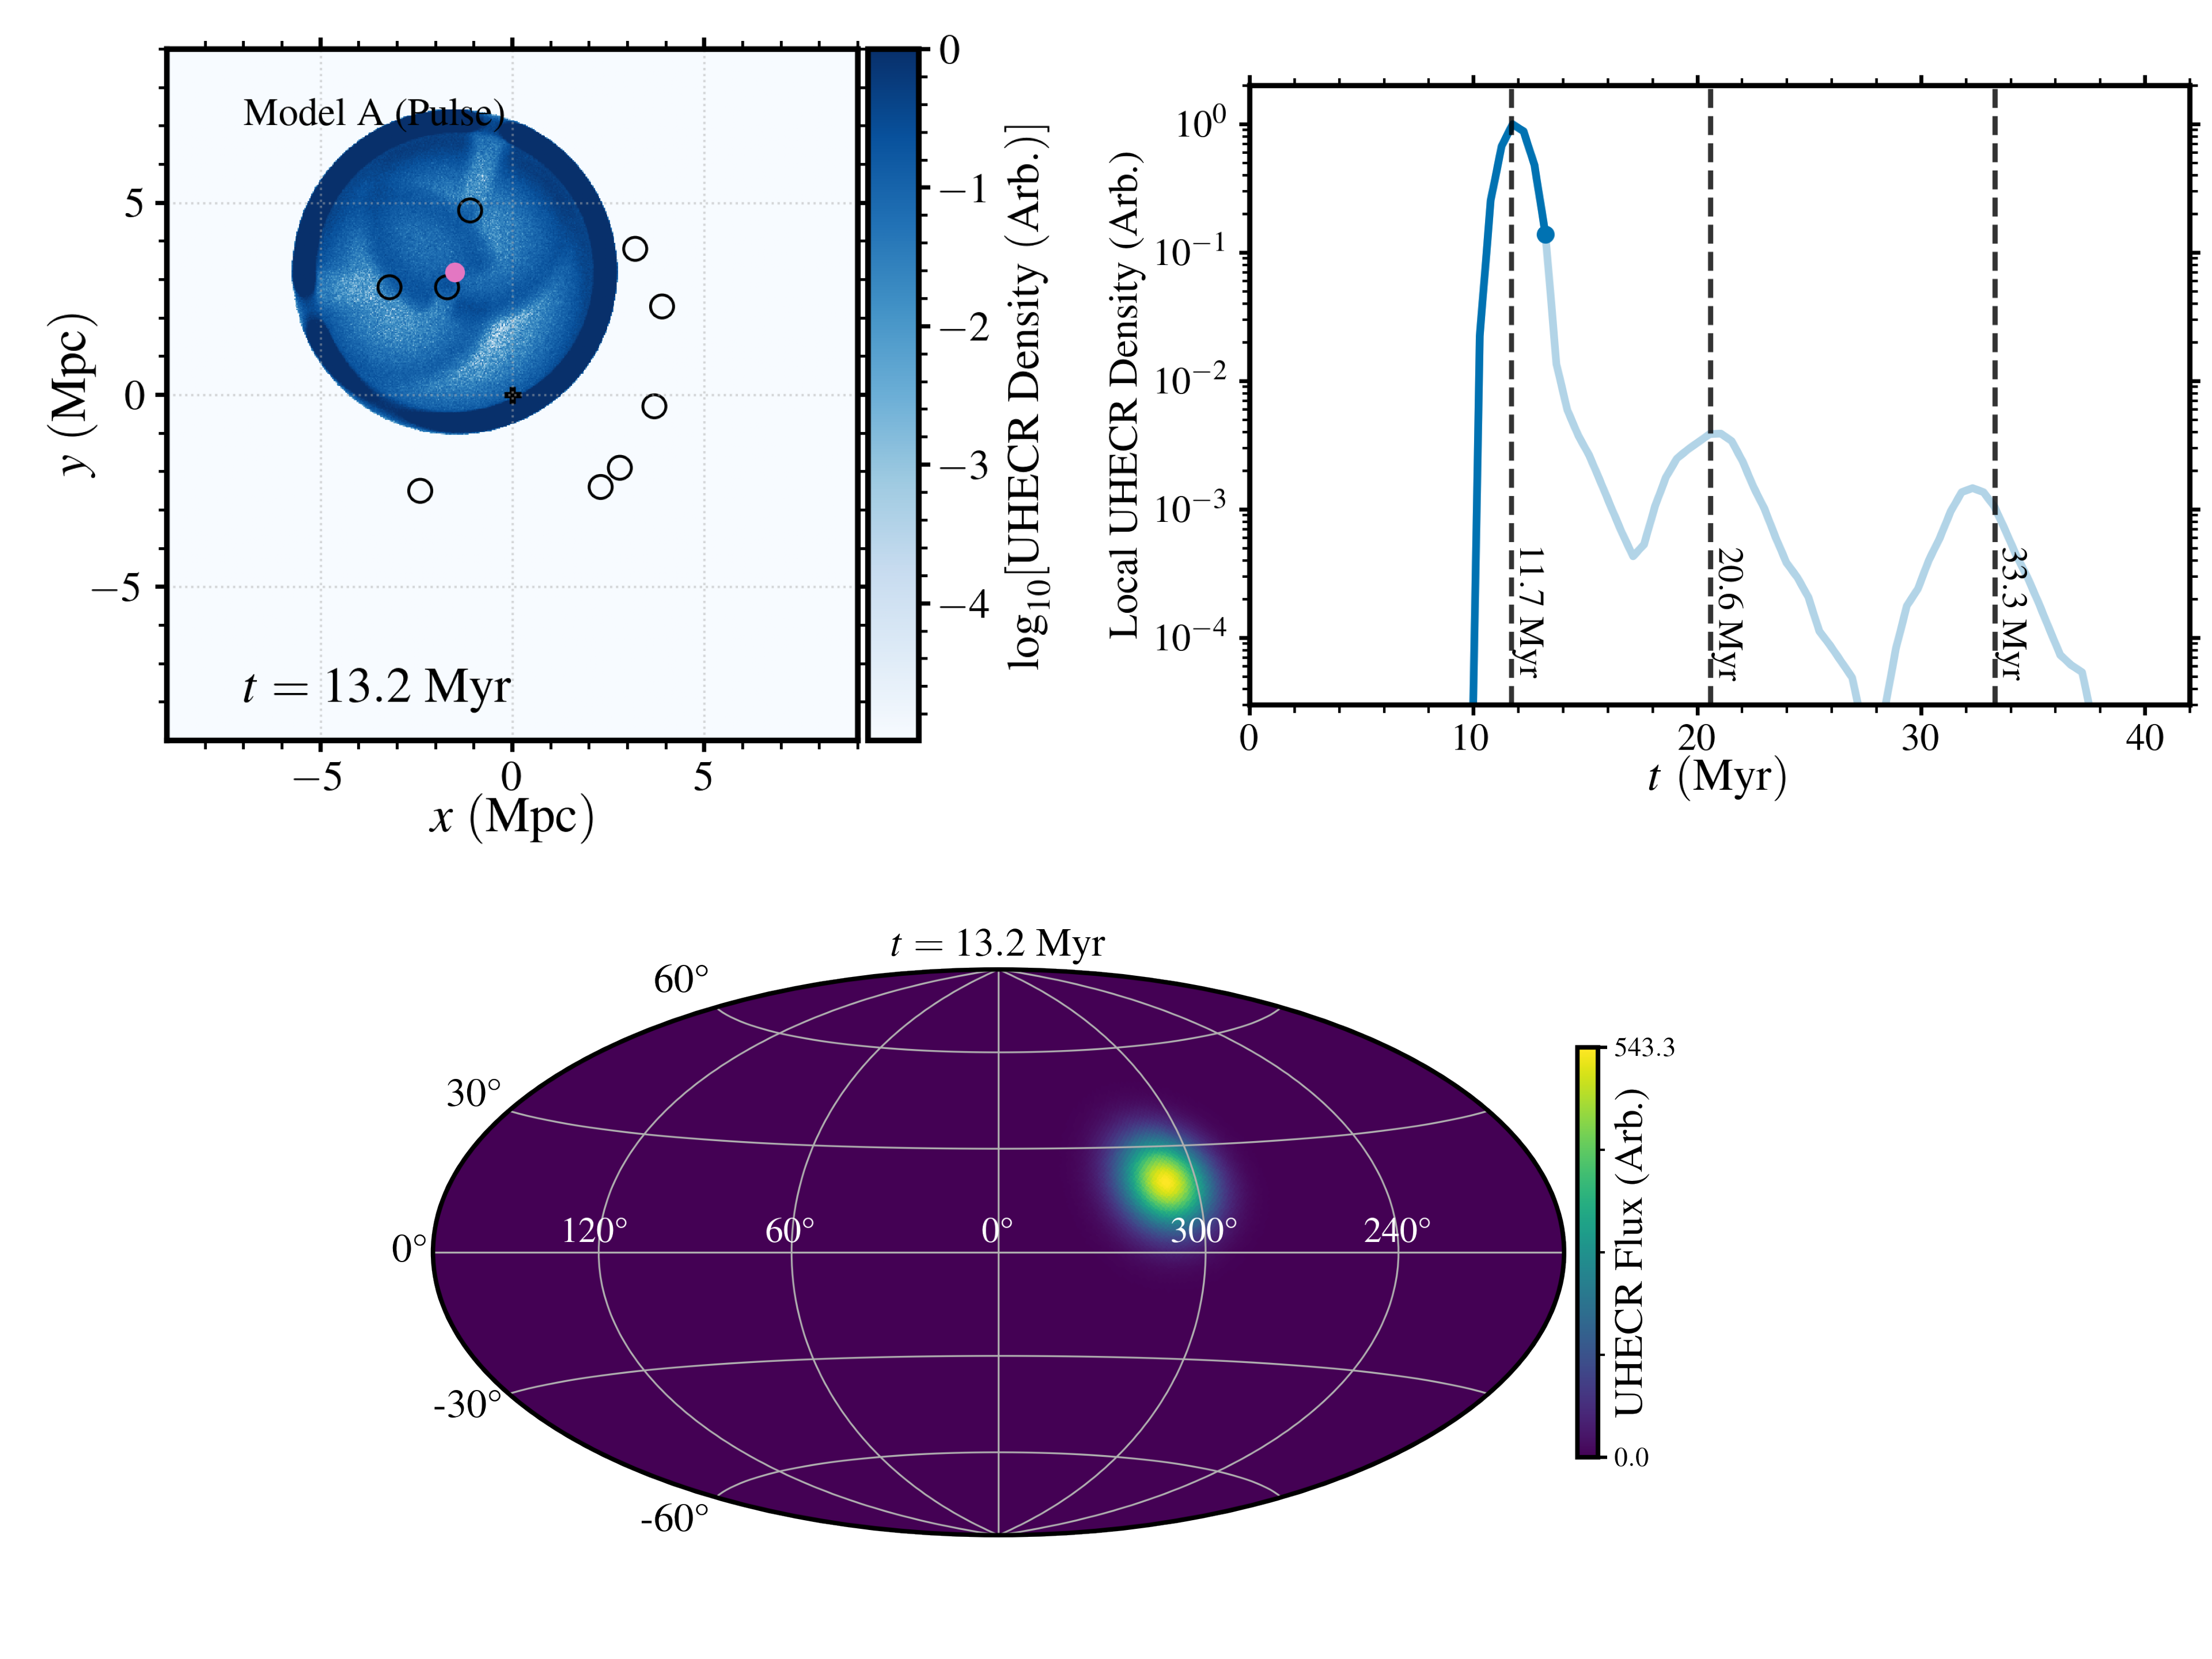 Model A (Pulse)
t = 13.2 Myr
5
0
−5
y (Mpc)
−5
0
5
x (Mpc)
0
−1
−2
−3
−4
log₁₀[UHECR Density (Arb.)]
Local UHECR Density (Arb.)
10⁰
10⁻¹
10⁻²
10⁻³
10⁻⁴
11.7 Myr
20.6 Myr
33.3 Myr
0
10
20
30
40
t (Myr)
t = 13.2 Myr
60°
30°
0°
-30°
-60°
120°
60°
0°
300°
240°
543.3
0.0
UHECR Flux (Arb.)